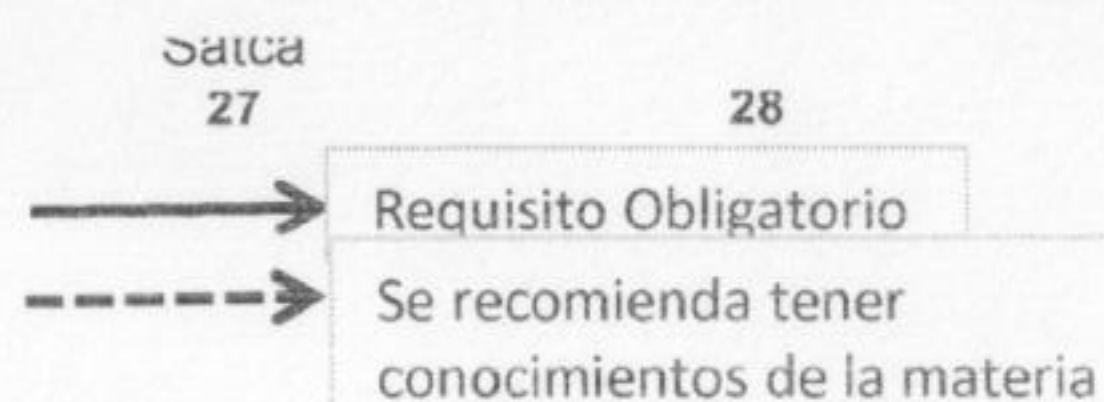 Satca
27 28
Requisito Obligatorio
Se recomienda tener
conocimientos de la materia